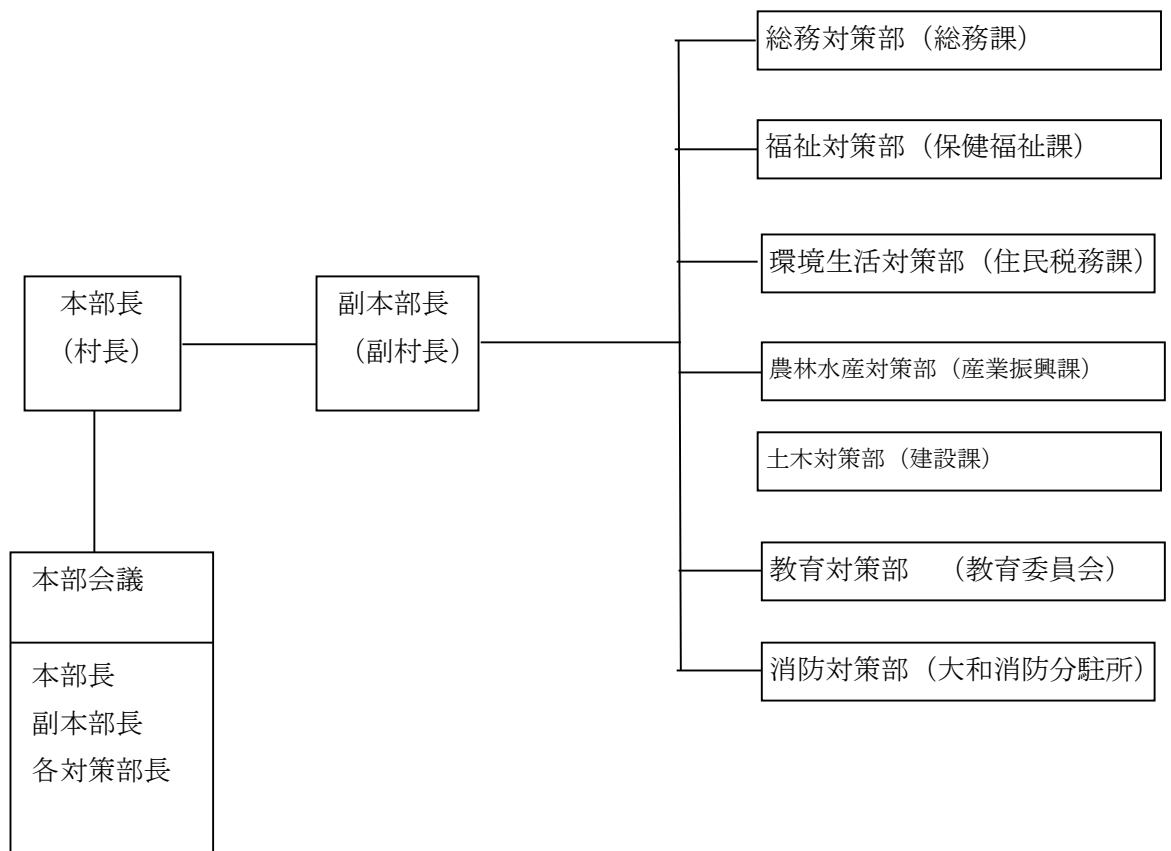 総務対策部（総務課）
福祉対策部（保健福祉課）
環境生活対策部（住民税務課）
本部長
（村長）
副本部長
（副村長）
農林水産対策部（産業振興課）
土木対策部（建設課）
教育対策部　（教育委員会）
消防対策部（大和消防分駐所）
本部会議
本部長
副本部長
各対策部長